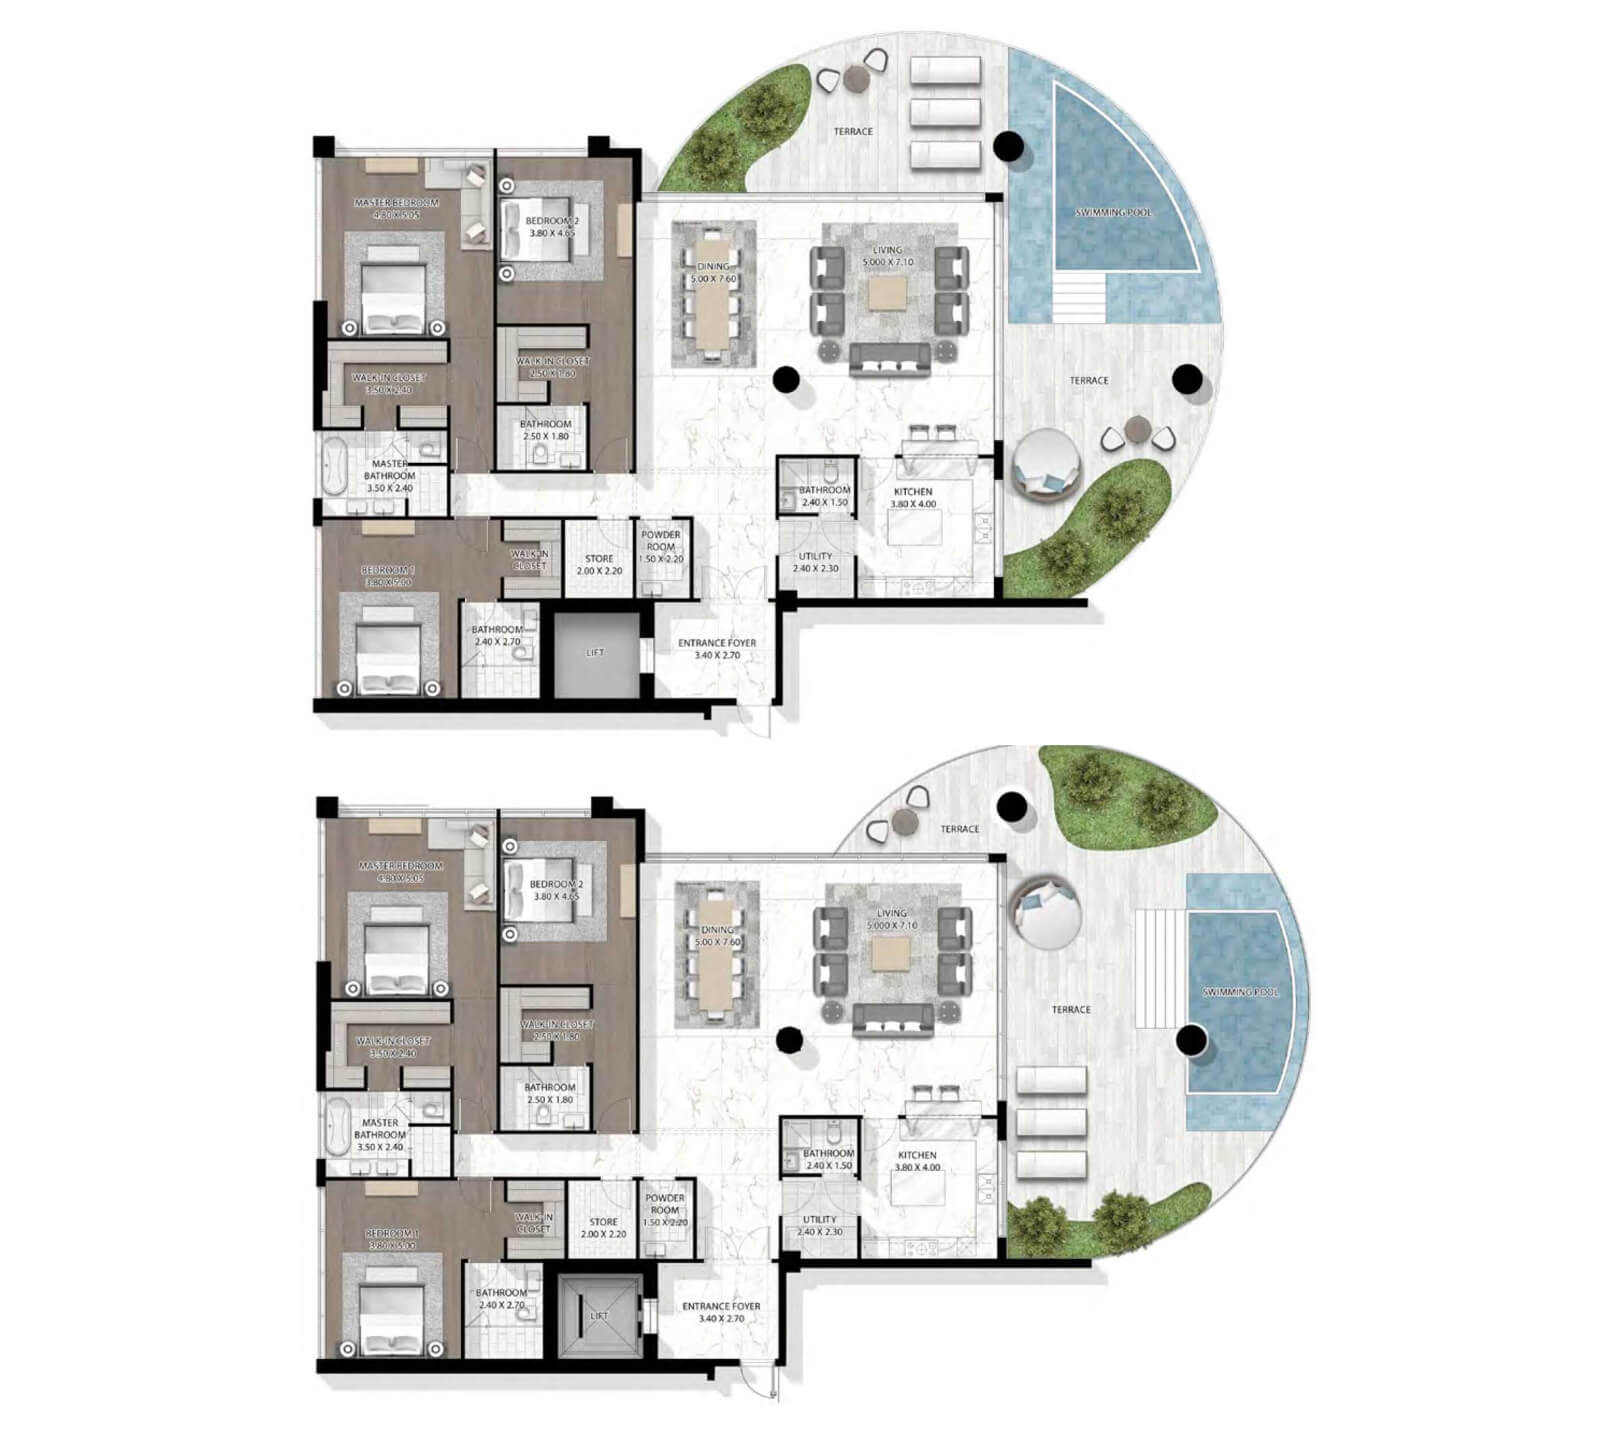 TERRACE
MASTER BEDROOM
4.80 X 5.05
BEDROOM 2
3.80 X 4.65
SWIMMING POOL
DINING
5.00 X 7.60
LIVING
5.000 X 7.10
WALK-IN CLOSET
3.50 X 2.40
WALK-IN CLOSET
2.50 X 1.80
TERRACE
BATHROOM
2.50 X 1.80
MASTER
BATHROOM
3.50 X 2.40
BATHROOM
2.40 X 1.50
KITCHEN
3.80 X 4.00
BEDROOM 1
3.80 X 5.00
WALK-IN
CLOSET
STORE
2.00 X 2.20
POWDER
ROOM
1.50 X 2.20
UTILITY
2.40 X 2.30
BATHROOM
2.40 X 2.70
LIFT
ENTRANCE FOYER
3.40 X 2.70
TERRACE
MASTER BEDROOM
4.80 X 5.05
BEDROOM 2
3.80 X 4.65
DINING
5.00 X 7.60
LIVING
5.000 X 7.10
SWIMMING POOL
TERRACE
WALK-IN CLOSET
3.50 X 2.40
WALK-IN CLOSET
2.50 X 1.80
BATHROOM
2.50 X 1.80
MASTER
BATHROOM
3.50 X 2.40
BATHROOM
2.40 X 1.50
KITCHEN
3.80 X 4.00
BEDROOM 1
3.80 X 5.00
WALK-IN
CLOSET
STORE
2.00 X 2.20
POWDER
ROOM
1.50 X 2.20
UTILITY
2.40 X 2.30
BATHROOM
2.40 X 2.70
LIFT
ENTRANCE FOYER
3.40 X 2.70